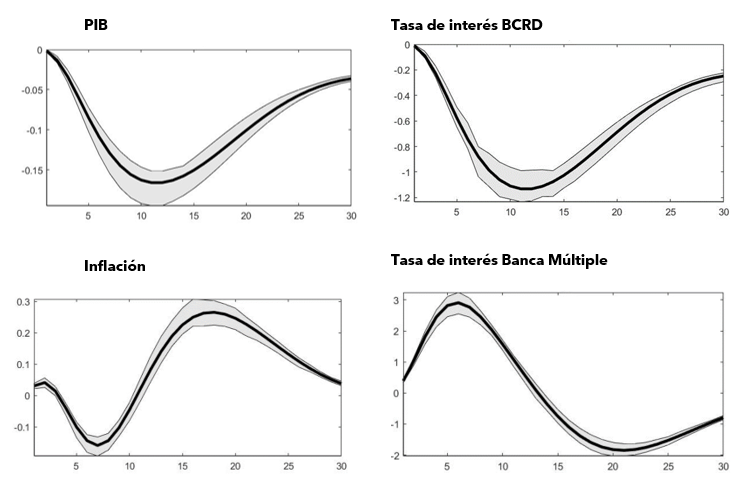 PIB
0
-0.05
-0.1
-0.15
5 10 15 20 25 30
Tasa de interés BCRD
0
-0.2
-0.4
-0.6
-0.8
-1
-1.2
5 10 15 20 25 30
Inflación
0.3
0.2
0.1
0
-0.1
5 10 15 20 25 30
Tasa de interés Banca Múltiple
3
2
1
0
-1
-2
5 10 15 20 25 30